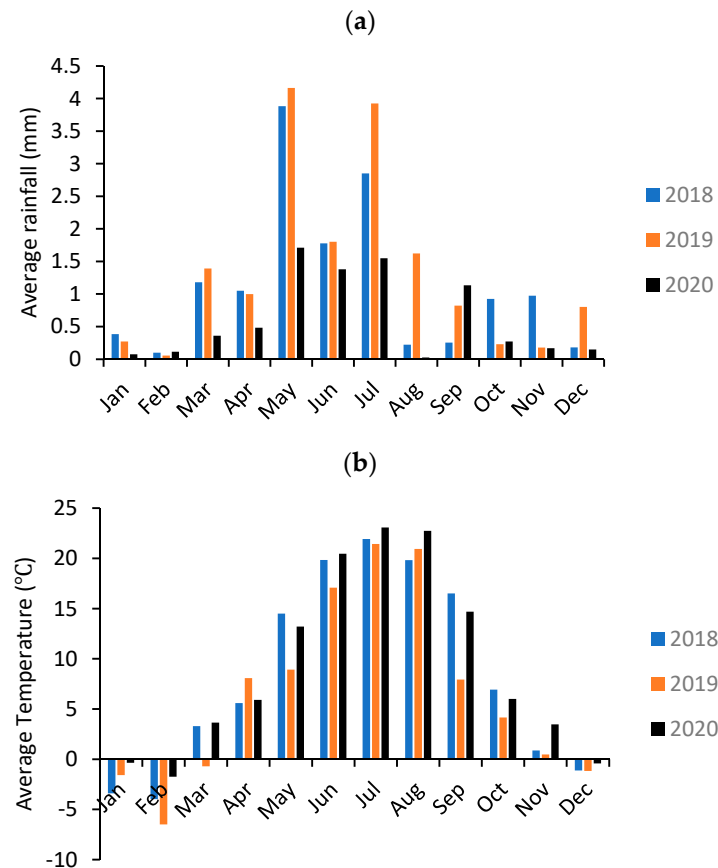 (a)
Average rainfall (mm)
4.5
4
3.5
3
2.5
2
1.5
1
0.5
0
Jan
Feb
Mar
Apr
May
Jun
Jul
Aug
Sep
Oct
Nov
Dec
2018
2019
2020
(b)
Average Temperature (°C)
25
20
15
10
5
0
-5
-10
Jan
Feb
Mar
Apr
May
Jun
Jul
Aug
Sep
Oct
Nov
Dec
2018
2019
2020